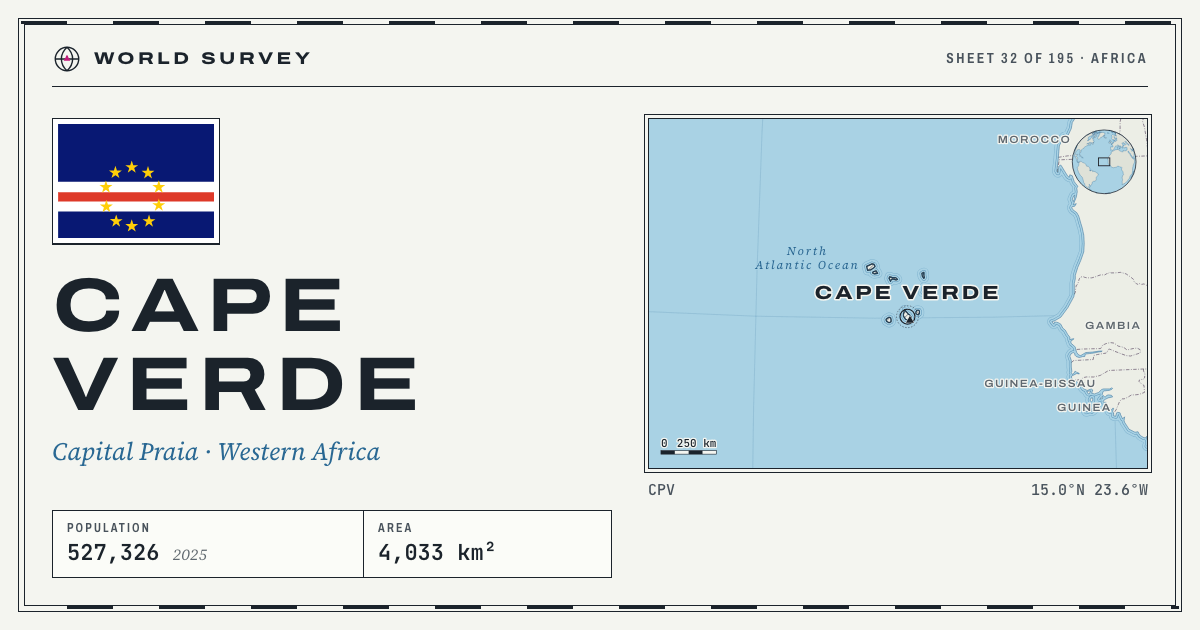 WORLD SURVEY
SHEET 32 OF 195 · AFRICA
CAPE
VERDE
Capital Praia · Western Africa
POPULATION
527,326 2025
AREA
4,033 km²
MOROCCO
North
Atlantic Ocean
CAPE VERDE
GAMBIA
GUINEA-BISSAU
GUINEA
0 250 km
CPV
15.0°N 23.6°W